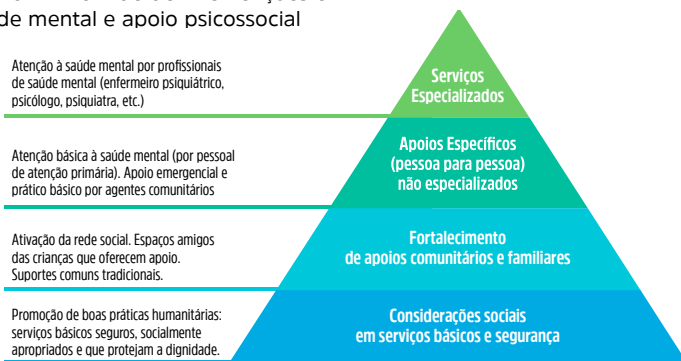 de mental e apoio psicossocial
Atenção à saúde mental por profissionais
de saúde mental (enfermeiro psiquiátrico,
psicólogo, psiquiatra, etc.)
Serviços
Especializados
Atenção básica à saúde mental (por pessoal
de atenção primária). Apoio emergencial e
prático básico por agentes comunitários
Apoios Específicos
(pessoa para pessoa)
não especializados
Ativação da rede social. Espaços amigos
das crianças que oferecem apoio.
Suportes comuns tradicionais.
Fortalecimento
de apoios comunitários e familiares
Promoção de boas práticas humanitárias:
serviços básicos seguros, socialmente
apropriados e que protejam a dignidade.
Considerações sociais
em serviços básicos e segurança